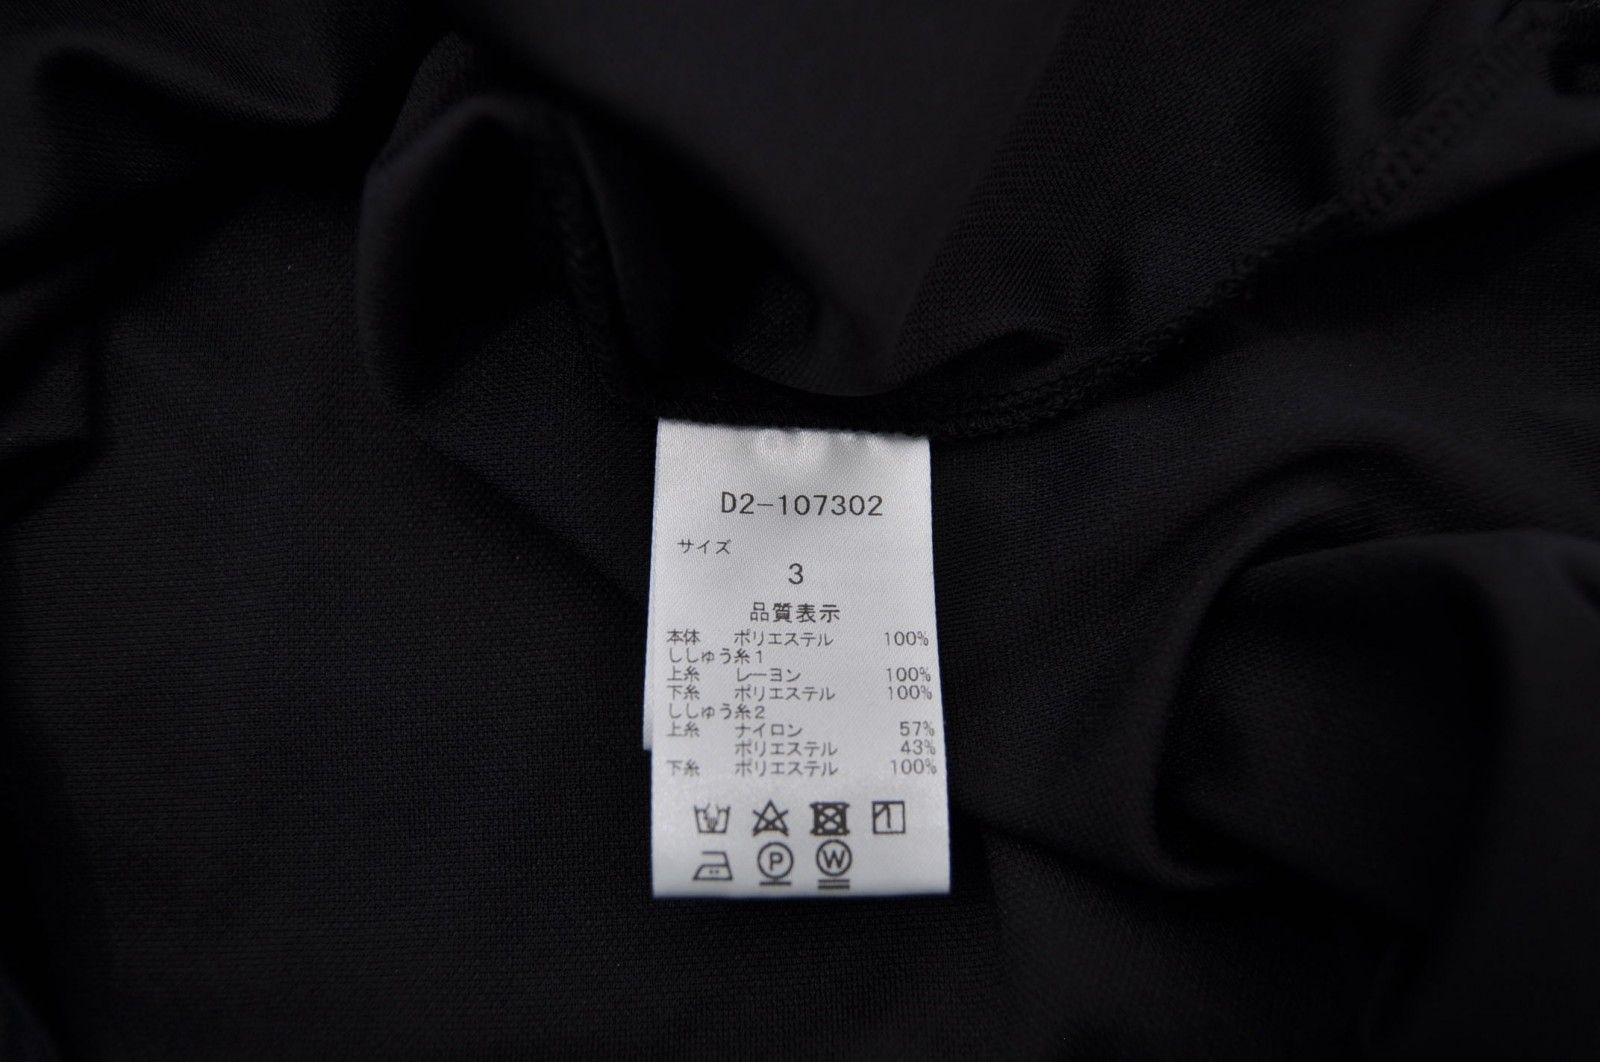 D2-107302
サイズ
3
品質表示
本体 ポリエステル 100%
ししゅう糸1
上糸 レーヨン 100%
下糸 ポリエステル 100%
ししゅう糸2
上糸 ナイロン 57%
ポリエステル 43%
下糸 ポリエステル 100%
P W